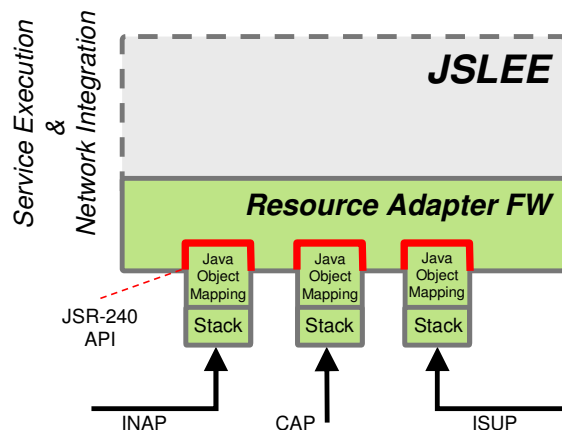 Service Execution
&
Network Integration
JSLEE
Resource Adapter FW
Java
Object
Mapping
Java
Object
Mapping
Java
Object
Mapping
JSR-240
API
Stack
Stack
Stack
INAP
CAP
ISUP